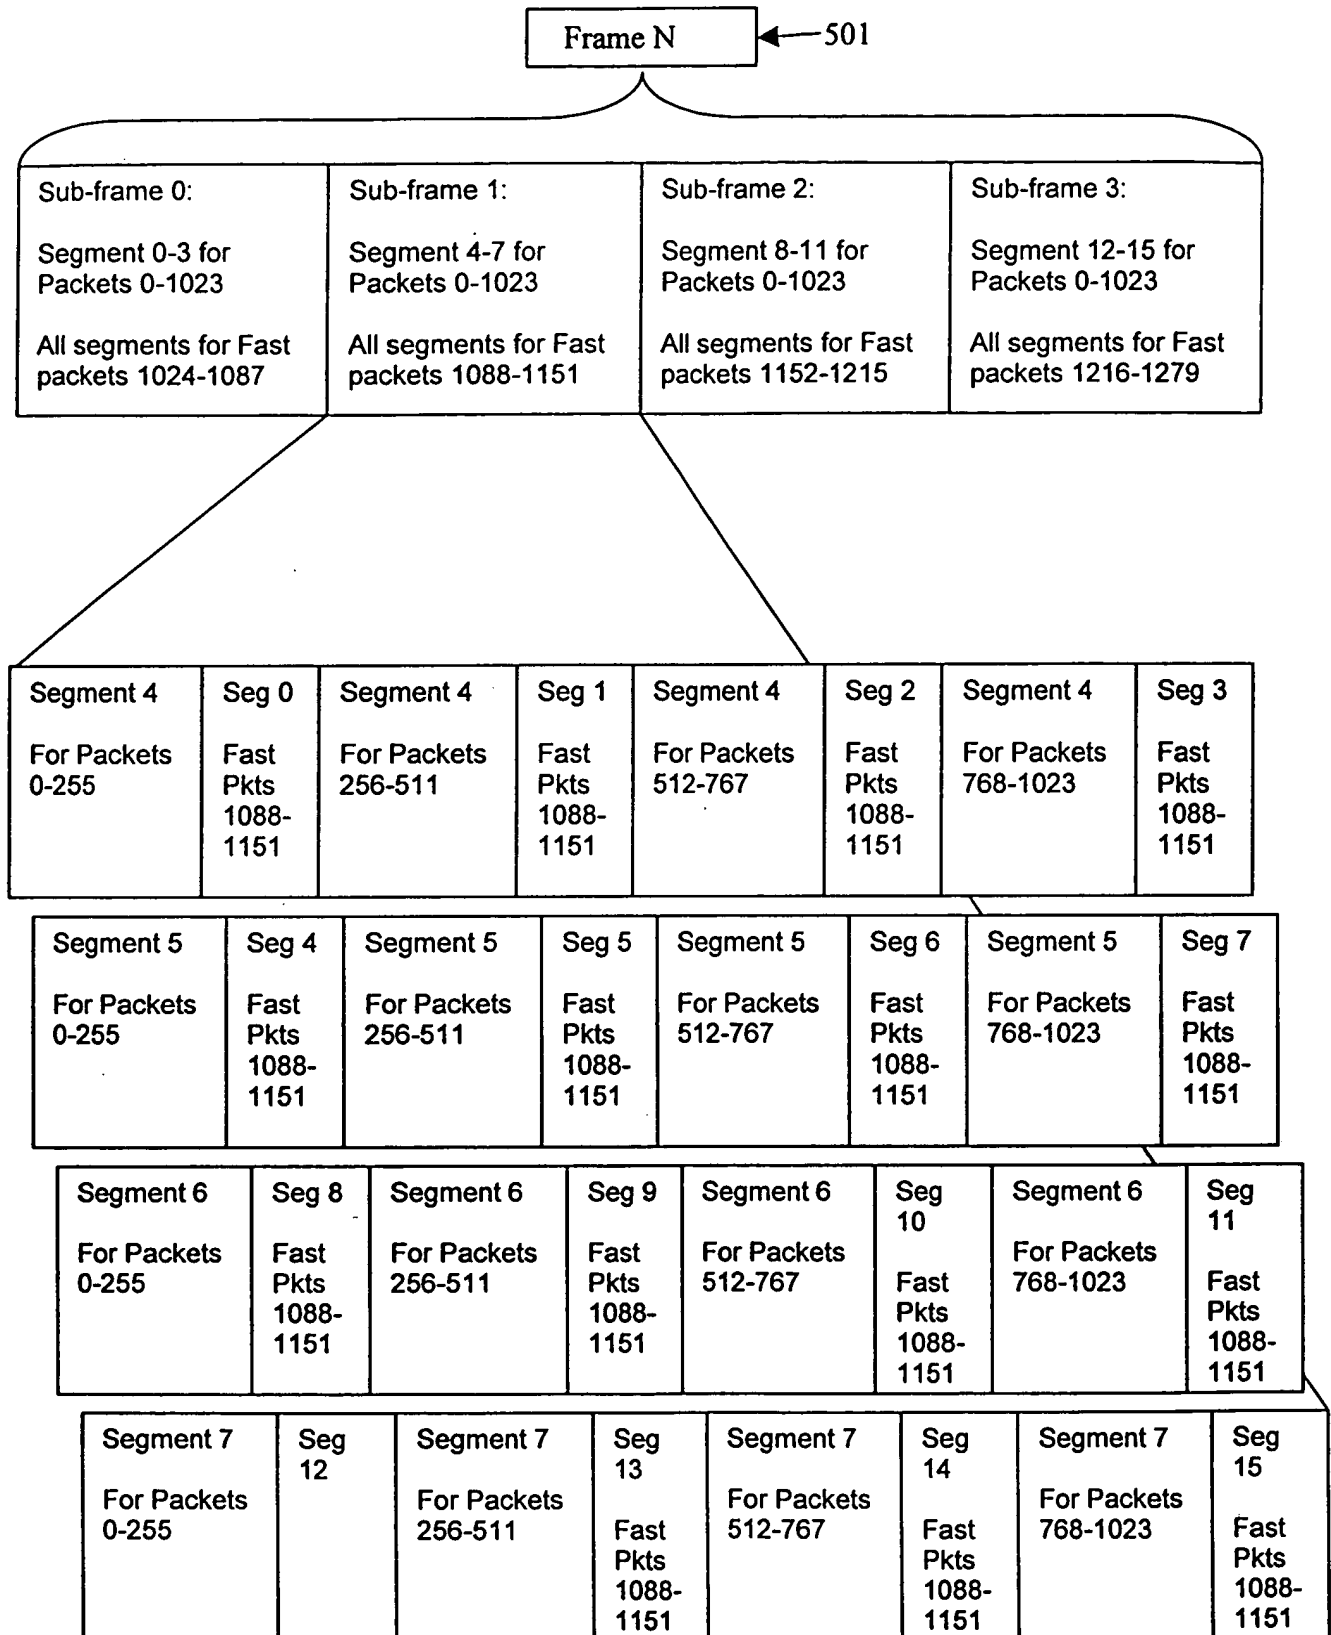 Frame N
501
Sub-frame 0:
Segment 0-3 for
Packets 0-1023
All segments for Fast
packets 1024-1087
Sub-frame 1:
Segment 4-7 for
Packets 0-1023
All segments for Fast
packets 1088-1151
Sub-frame 2:
Segment 8-11 for
Packets 0-1023
All segments for Fast
packets 1152-1215
Sub-frame 3:
Segment 12-15 for
Packets 0-1023
All segments for Fast
packets 1216-1279
Segment 4
For Packets
0-255
Seg 0
Fast
Pkts
1088-
1151
Segment 4
For Packets
256-511
Seg 1
Fast
Pkts
1088-
1151
Segment 4
For Packets
512-767
Seg 2
Fast
Pkts
1088-
1151
Segment 4
For Packets
768-1023
Seg 3
Fast
Pkts
1088-
1151
Segment 5
For Packets
0-255
Seg 4
Fast
Pkts
1088-
1151
Segment 5
For Packets
256-511
Seg 5
Fast
Pkts
1088-
1151
Segment 5
For Packets
512-767
Seg 6
Fast
Pkts
1088-
1151
Segment 5
For Packets
768-1023
Seg 7
Fast
Pkts
1088-
1151
Segment 6
For Packets
0-255
Seg 8
Fast
Pkts
1088-
1151
Segment 6
For Packets
256-511
Seg 9
Fast
Pkts
1088-
1151
Segment 6
For Packets
512-767
Seg
10
Fast
Pkts
1088-
1151
Segment 6
For Packets
768-1023
Seg
11
Fast
Pkts
1088-
1151
Segment 7
For Packets
0-255
Seg
12
Segment 7
For Packets
256-511
Seg
13
Fast
Pkts
1088-
1151
Segment 7
For Packets
512-767
Seg
14
Fast
Pkts
1088-
1151
Segment 7
For Packets
768-1023
Seg
15
Fast
Pkts
1088-
1151